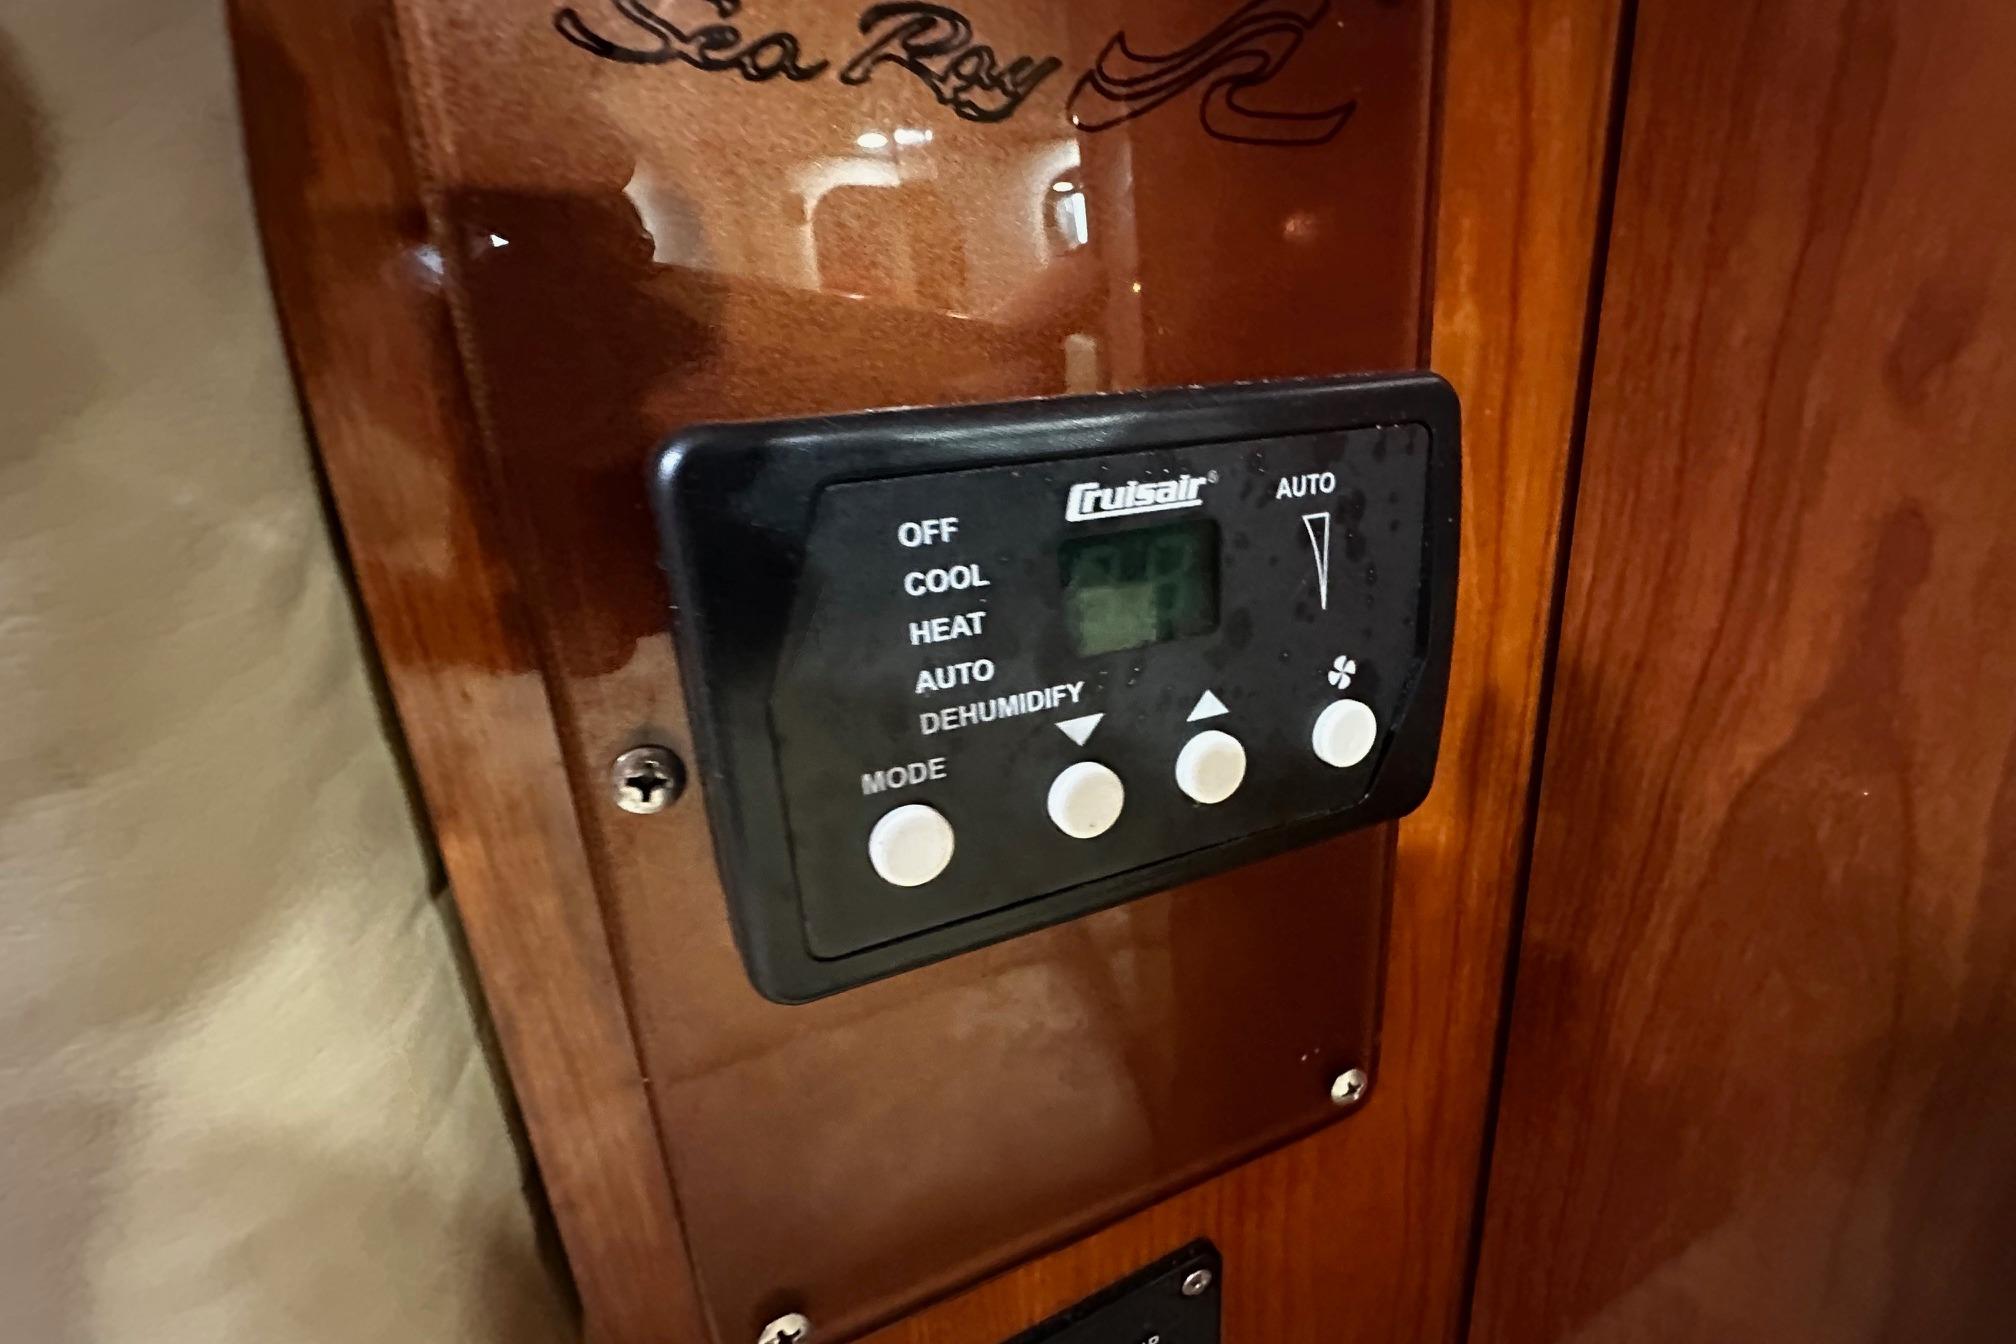 Sea Ray
Cruisair®
AUTO
OFF
COOL
HEAT
AUTO
DEHUMIDIFY
MODE